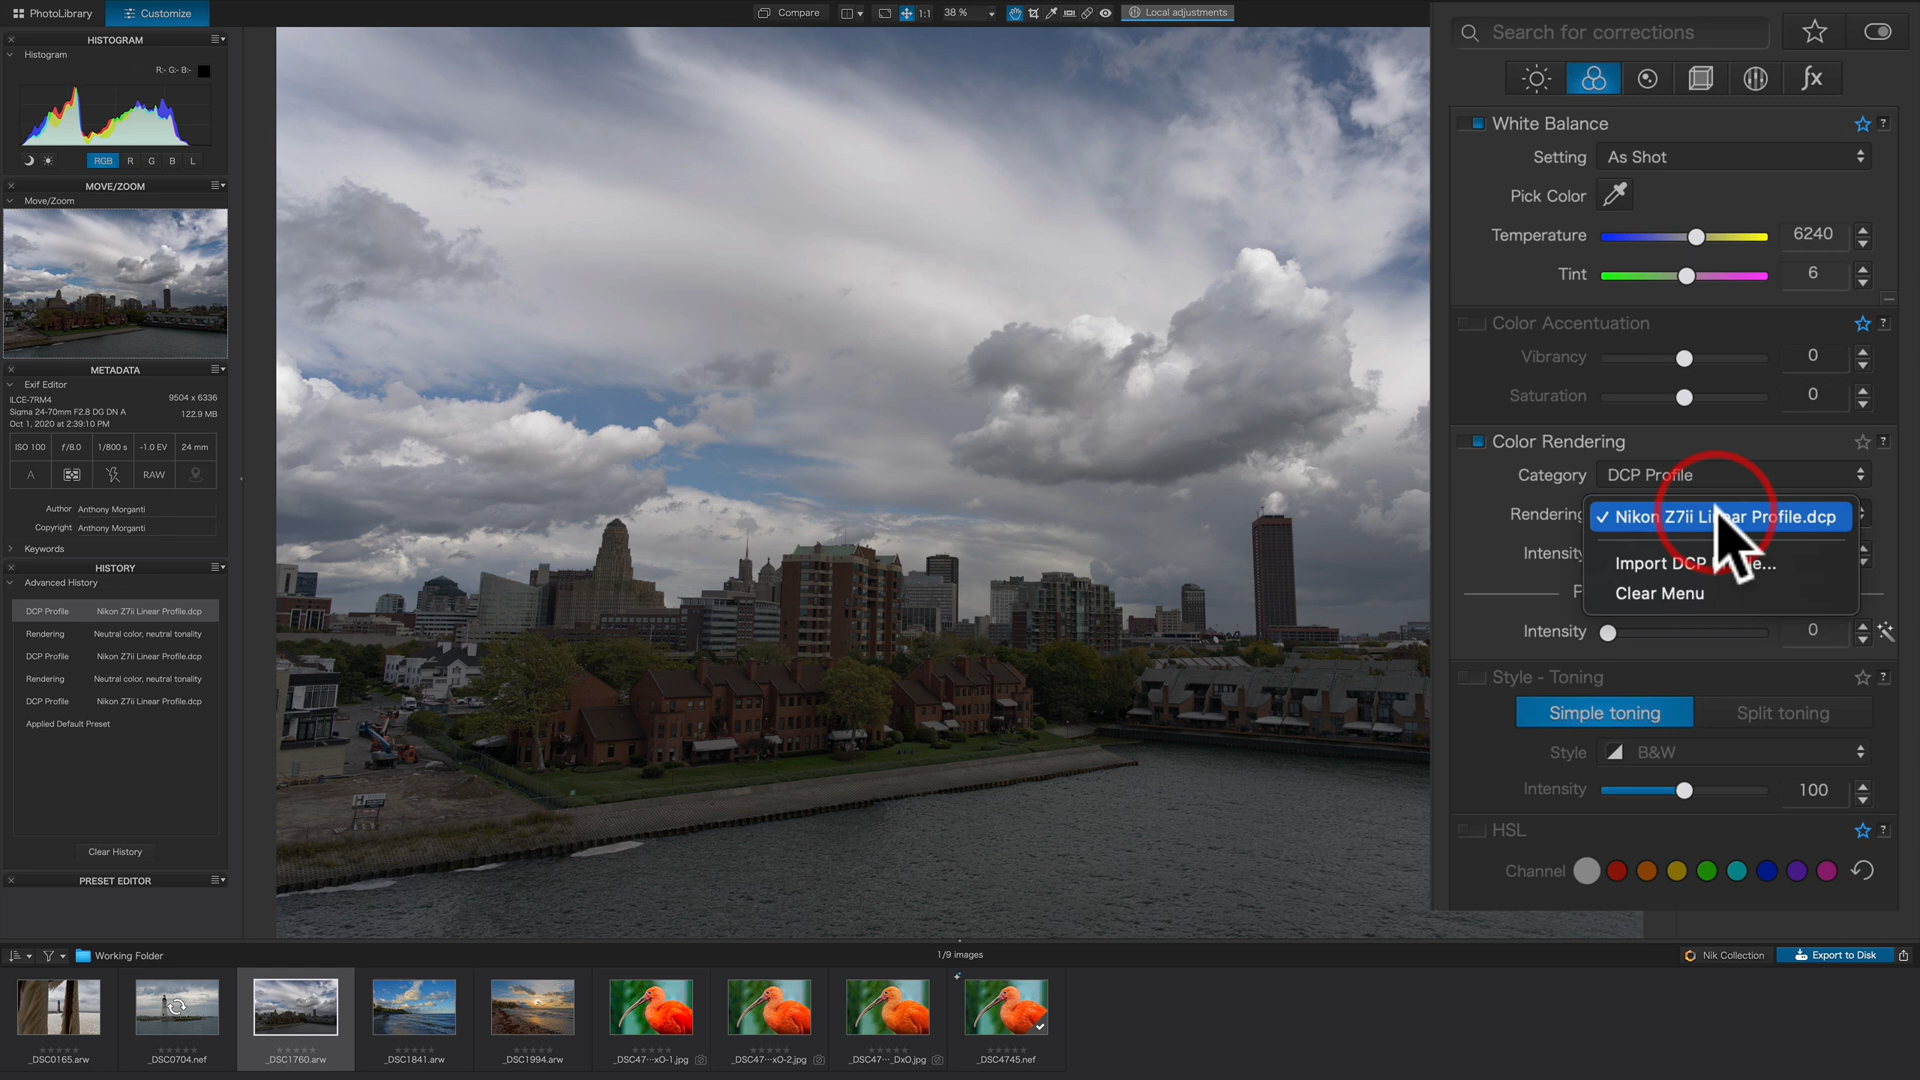 PhotoLibrary
Customize
Compare
1:1
38 %
Local adjustments
HISTOGRAM
Histogram
R:- G:- B:-
RGB R G B L
MOVE/ZOOM
Move/Zoom
METADATA
Exif Editor
ILCE-7RM4 9504 x 6336
Sigma 24-70mm F2.8 DG DN A 122.9 MB
Oct 1, 2020 at 2:39:10 PM
ISO 100 ƒ/8.0 1/800 s -1.0 EV 24 mm
A RAW
Author Anthony Morganti
Copyright Anthony Morganti
Keywords
HISTORY
Advanced History
DCP Profile Nikon Z7ii Linear Profile.dcp
Rendering Neutral color, neutral tonality
DCP Profile Nikon Z7ii Linear Profile.dcp
Rendering Neutral color, neutral tonality
DCP Profile Nikon Z7ii Linear Profile.dcp
Applied Default Preset
Clear History
PRESET EDITOR
Search for corrections
fx
White Balance ?
Setting As Shot
Pick Color
Temperature 6240
Tint 6
Color Accentuation ?
Vibrancy 0
Saturation 0
Color Rendering ?
Category DCP Profile
Rendering Nikon Z7ii Linear Profile.dcp
Intensity
Import DCP
Clear Menu
Intensity 0
Style - Toning ?
Simple toning Split toning
Style B&W
Intensity 100
HSL ?
Channel
Working Folder
1/9 images
Nik Collection
Export to Disk
_DSC0165.arw
_DSC0704.nef
_DSC1760.arw
_DSC1841.arw
_DSC1994.arw
_DSC47···xO-1.jpg
_DSC47···xO-2.jpg
_DSC47···_DxO.jpg
_DSC4745.nef